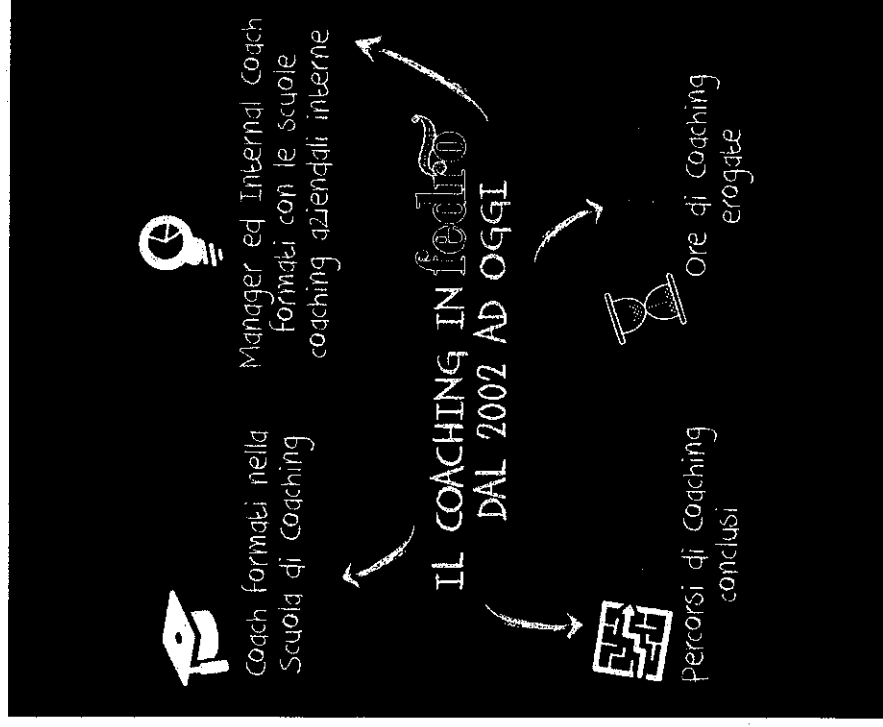 Coach formati nella
Scuola di Coaching
Manager ed Internal Coach
formati con le scuole
coaching aziendali interne
IL COACHING IN fedro
DAL 2002 AD OGGI
Percorsi di Coaching
conclusi
Ore di Coaching
erogate